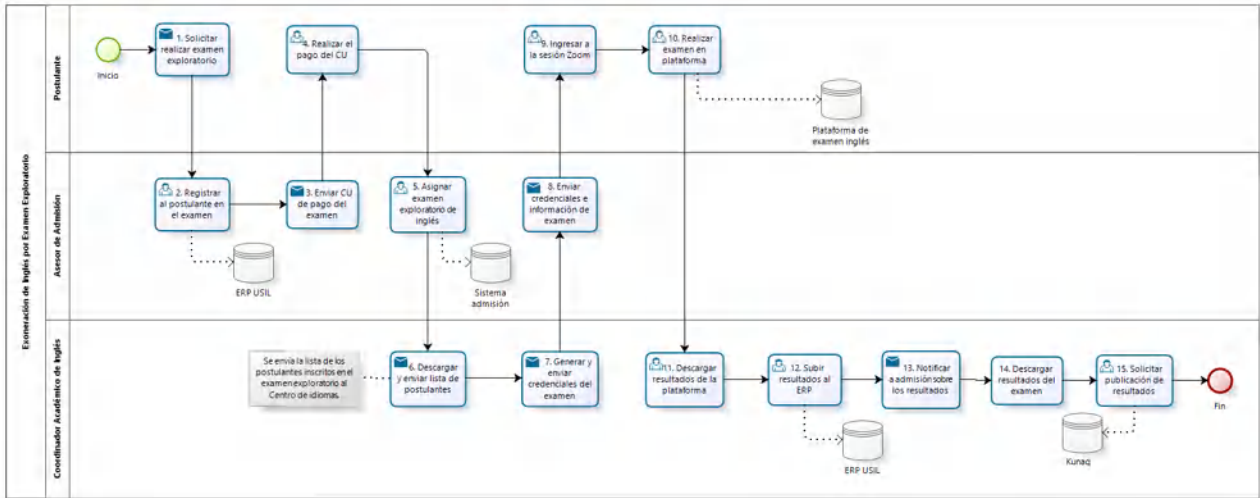 Exoneración de Inglés por Examen Exploratorio
Postulante
Inicio
1. Solicitar
realizar examen
exploratorio
4. Realizar el
pago del CU
9. Ingresar a
la sesión Zoom
10. Realizar
examen en
plataforma
Plataforma de
examen inglés
Asesor de Admisión
2. Registrar
al postulante en
el examen
3. Enviar CU
de pago del
examen
5. Asignar
examen
exploratorio de
inglés
8. Enviar
credenciales e
información de
examen
ERP USIL
Sistema
admisión
Coordinador Académico de Inglés
Se envía la lista de los
postulantes inscritos en el
examen exploratorio al
Centro de idiomas.
6. Descargar
y enviar lista de
postulantes
7. Generar y
enviar
credenciales del
examen
11. Descargar
resultados de la
plataforma
12. Subir
resultados al
ERP
13. Notificar
a admisión sobre
los resultados
14. Descargar
resultados del
examen
15. Solicitar
publicación de
resultados
Fin
ERP USIL
Kunaq